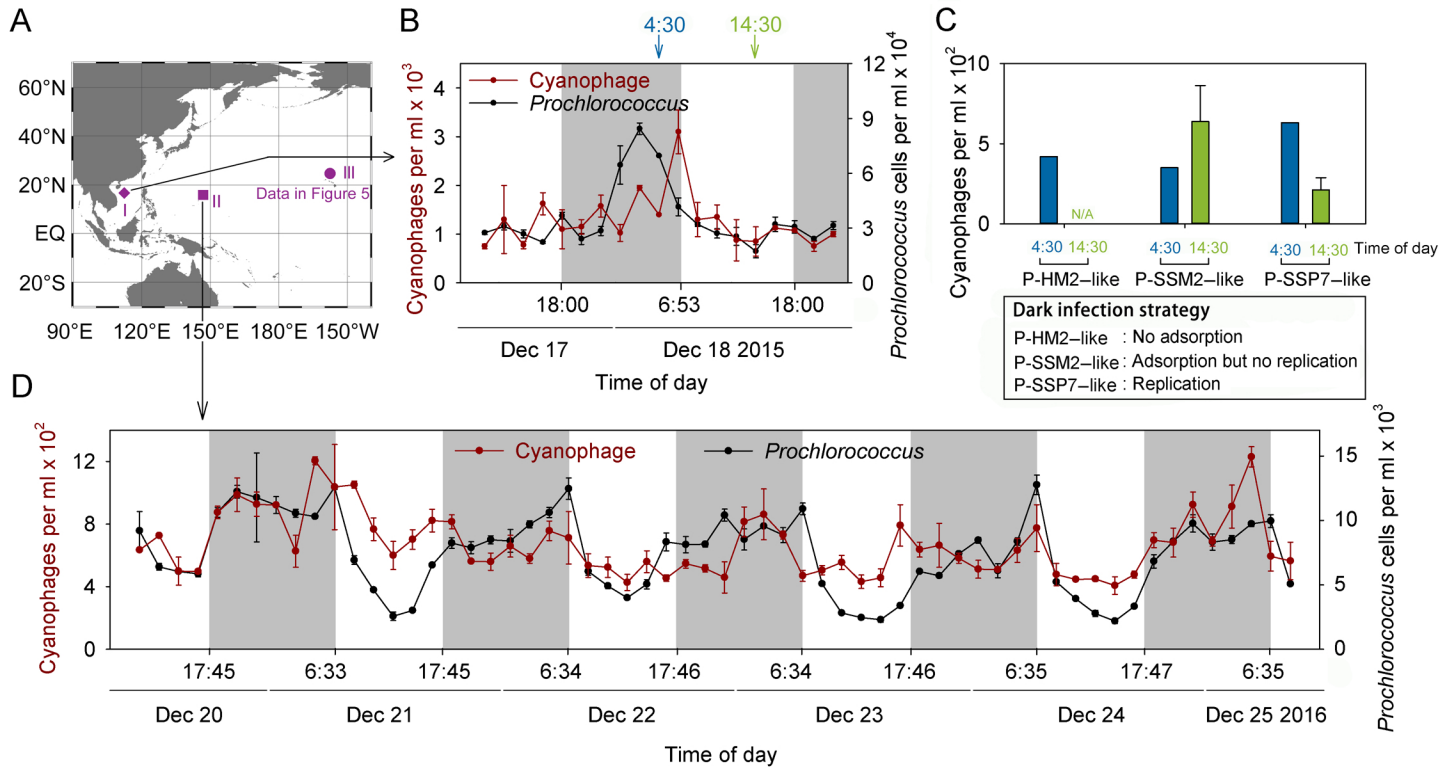 A
60°N
40°N
20°N
EQ
20°S
90°E
120°E
150°E
180°E
150°W
I
II
III
Data in Figure 5
B
4:30
14:30
Cyanophages per ml x 10³
4
3
2
1
0
Cyanophage
Prochlorococcus
12
9
6
3
0
Prochlorococcus cells per ml x 10⁴
18:00
6:53
18:00
Dec 17
Dec 18 2015
Time of day
C
Cyanophages per ml x 10²
10
5
0
N/A
4:30 14:30
4:30 14:30
4:30 14:30
Time of day
P-HM2–like
P-SSM2–like
P-SSP7–like
Dark infection strategy
P-HM2–like : No adsorption
P-SSM2–like : Adsorption but no replication
P-SSP7–like : Replication
D
Cyanophages per ml x 10²
12
8
4
0
Cyanophage
Prochlorococcus
15
10
5
0
Prochlorococcus cells per ml x 10³
17:45
6:33
17:45
6:34
17:46
6:34
17:46
6:35
17:47
6:35
Dec 20
Dec 21
Dec 22
Dec 23
Dec 24
Dec 25 2016
Time of day